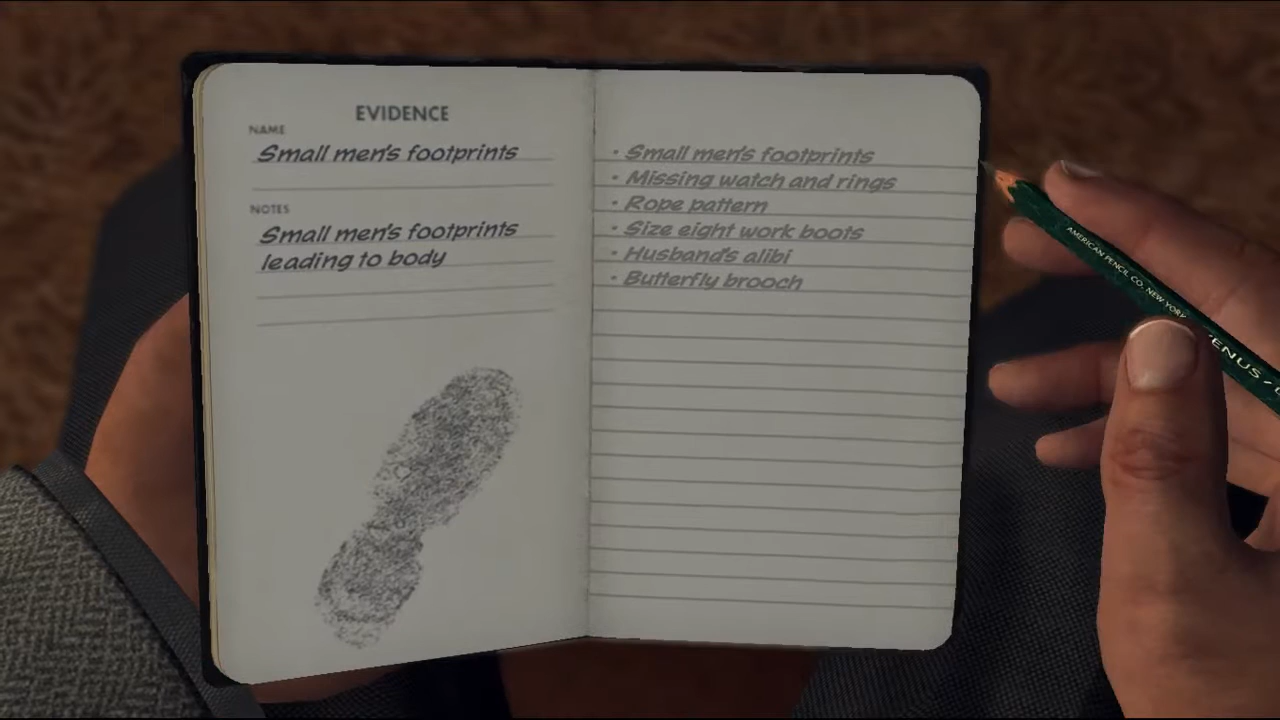 EVIDENCE
NAME
Small men's footprints
NOTES
Small men's footprints
leading to body
• Small men's footprints
• Missing watch and rings
• Rope pattern
• Size eight work boots
• Husband's alibi
• Butterfly brooch
AMERICAN PENCIL CO. NEW YORK
VENUS